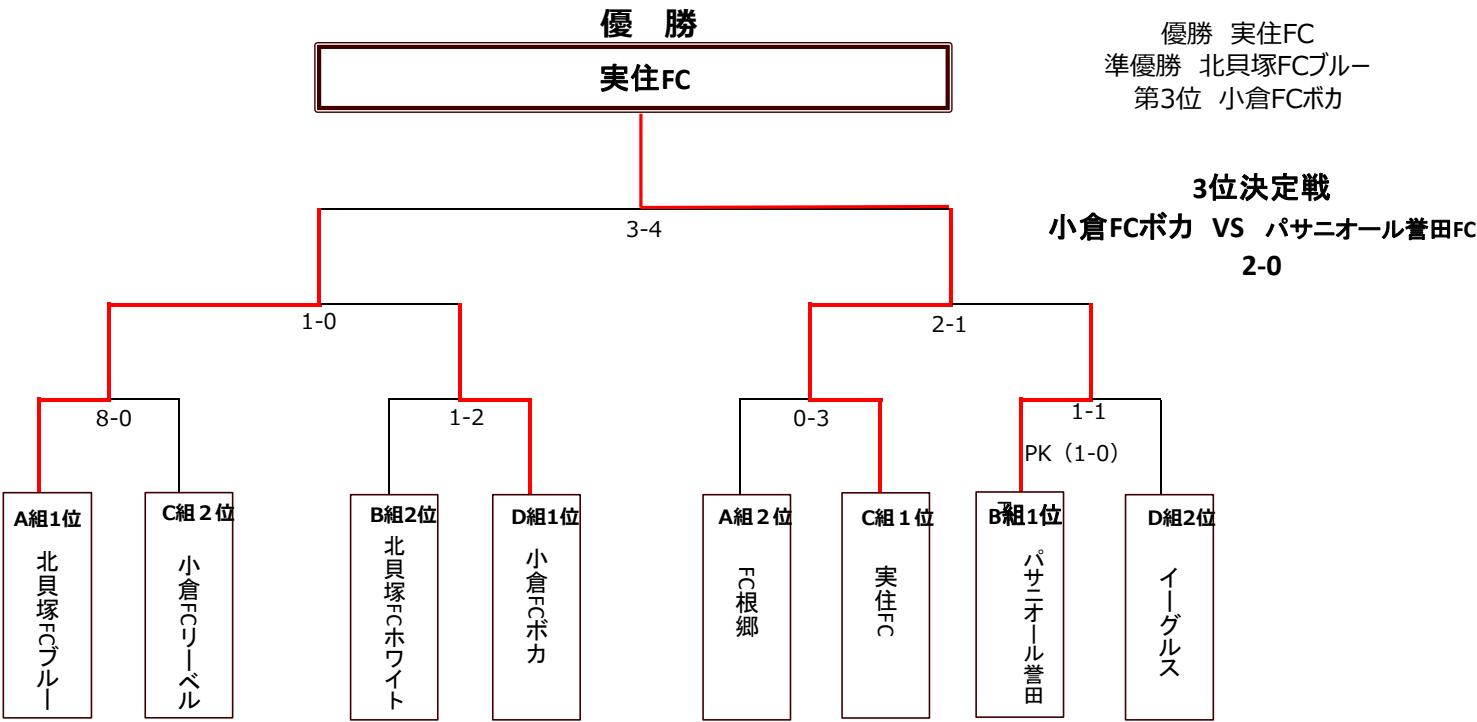 優　勝
実住FC
優勝 実住FC
準優勝 北貝塚FCブルー
第3位 小倉FCボカ
3位決定戦
小倉FCボカ VS パサニオール誉田FC
2-0
3-4
1-0
2-1
8-0
1-2
0-3
1-1
PK（1-0）
A組1位
北貝塚FCブルー
C組２位
小倉FCリーベル
B組2位
北貝塚FCホワイト
D組1位
小倉FCボカ
A組２位
FC根郷
C組１位
実住FC
B組1位
パサニオール誉田
D組2位
イーグルス